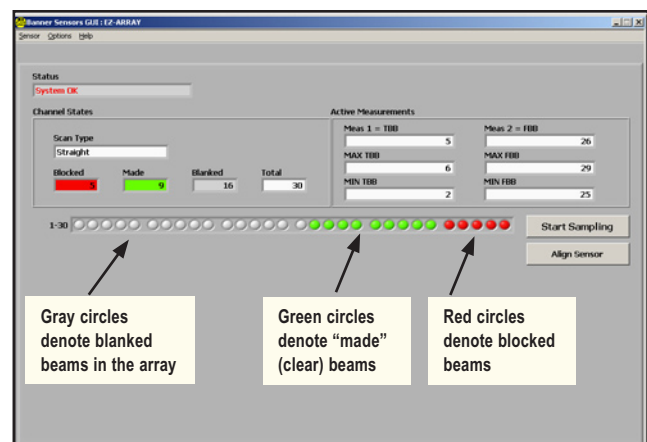 Banner Sensors GUI : EZ-ARRAY
Sensor Options Help
Status
System OK
Channel States
Scan Type
Straight
Blocked Made Blanked Total
5 9 16 30
Active Measurements
Meas 1 = TBB Meas 2 = FBB
5 26
MAX TBB MAX FBB
6 29
MIN TBB MIN FBB
2 25
1-30
Start Sampling
Align Sensor
Gray circles
denote blanked
beams in the array
Green circles
denote “made”
(clear) beams
Red circles
denote blocked
beams